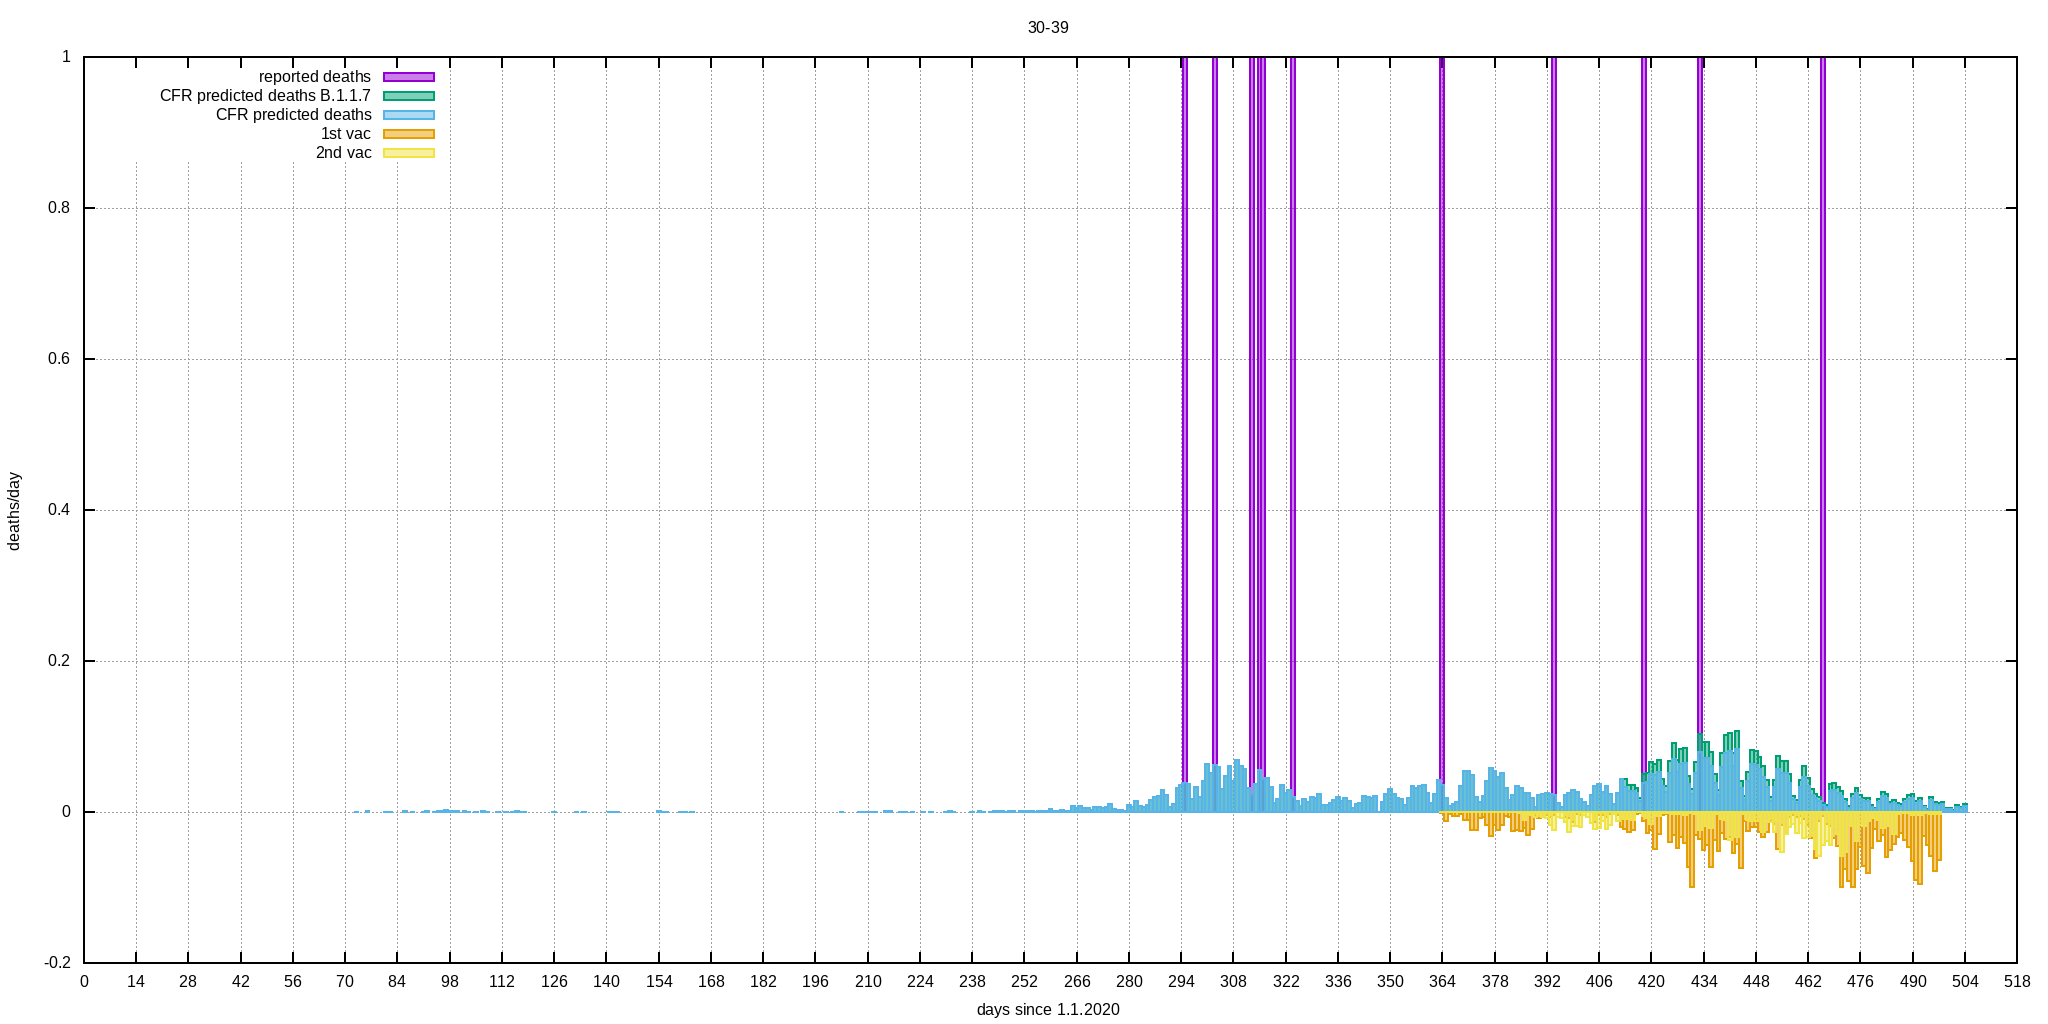 30-39
reported deaths
CFR predicted deaths B.1.1.7
CFR predicted deaths
1st vac
2nd vac
1
0.8
0.6
0.4
0.2
0
-0.2
deaths/day
0 14 28 42 56 70 84 98 112 126 140 154 168 182 196 210 224 238 252 266 280 294 308 322 336 350 364 378 392 406 420 434 448 462 476 490 504 518
days since 1.1.2020